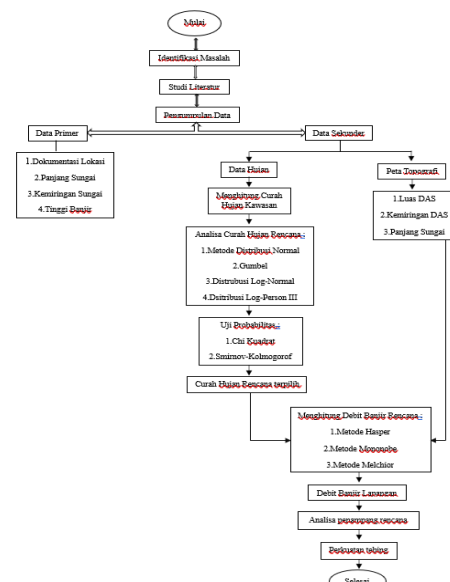 Mulai
Identifikasi Masalah
Studi Literatur
Pengumpulan Data
Data Primer
Data Sekunder
1.Dokumentasi Lokasi
2.Panjang Sungai
3.Kemiringan Sungai
4.Tinggi Banjir
Data Hujan
Peta Topografi
Menghitung Curah
Hujan Kawasan
1.Luas DAS
2.Kemiringan DAS
3.Panjang Sungai
Analisa Curah Hujan Rencana :
1.Metode Distribusi Normal
2.Gumbel
3.Distrubusi Log-Normal
4.Dsitribusi Log-Person III
Uji Probabilitas :
1.Chi Kuadrat
2.Smirnov-Kolmogorof
Curah Hujan Rencana terpilih
Menghitung Debit Banjir Rencana :
1.Metode Hasper
2.Metode Mononobe
3.Metode Melchior
Debit Banjir Lapangan
Analisa penampang rencana
Perkuatan tebing
Selesai